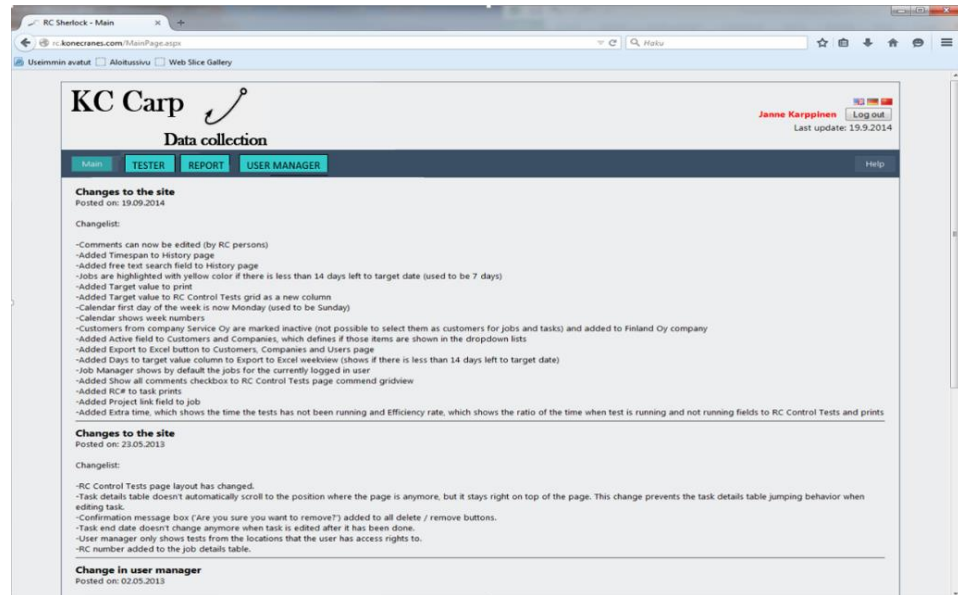 RC Sherlock - Main
rc.konecranes.com/MainPage.aspx
Haku
Useimmin avatut Aloitussivu Web Slice Gallery
KC Carp
Data collection
Janne Karppinen Log out
Last update: 19.9.2014
Main TESTER REPORT USER MANAGER Help
Changes to the site
Posted on: 19.09.2014
Changelist:
-Comments can now be edited (by RC persons)
-Added Timespan to History page
-Added free text search field to History page
-Jobs are highlighted with yellow color if there is less than 14 days left to target date (used to be 7 days)
-Added Target value to print
-Added Target value to RC Control Tests grid as a new column
-Calendar first day of the week is now Monday (used to be Sunday)
-Calendar shows week numbers
-Customers from company Service Oy are marked inactive (not possible to select them as customers for jobs and tasks) and added to Finland Oy company
-Added Active field to Customers and Companies, which defines if those items are shown in the dropdown lists
-Added Export to Excel button to Customers, Companies and Users page
-Added Days to target value column to Export to Excel weekview (shows if there is less than 14 days left to target date)
-Job Manager shows by default the jobs for the currently logged in user
-Added Show all comments checkbox to RC Control Tests page commend gridview
-Added RC# to task prints
-Added Project link field to job
-Added Extra time, which shows the time the tests has not been running and Efficiency rate, which shows the ratio of the time when test is running and not running fields to RC Control Tests and prints
Changes to the site
Posted on: 23.05.2013
Changelist:
-RC Control Tests page layout has changed.
-Task details table doesn't automatically scroll to the position where the page is anymore, but it stays right on top of the page. This change prevents the task details table jumping behavior when
editing task.
-Confirmation message box ('Are you sure you want to remove?') added to all delete / remove buttons.
-Task end date doesn't change anymore when task is edited after it has been done.
-User manager only shows tests from the locations that the user has access rights to.
-RC number added to the job details table.
Change in user manager
Posted on: 02.05.2013